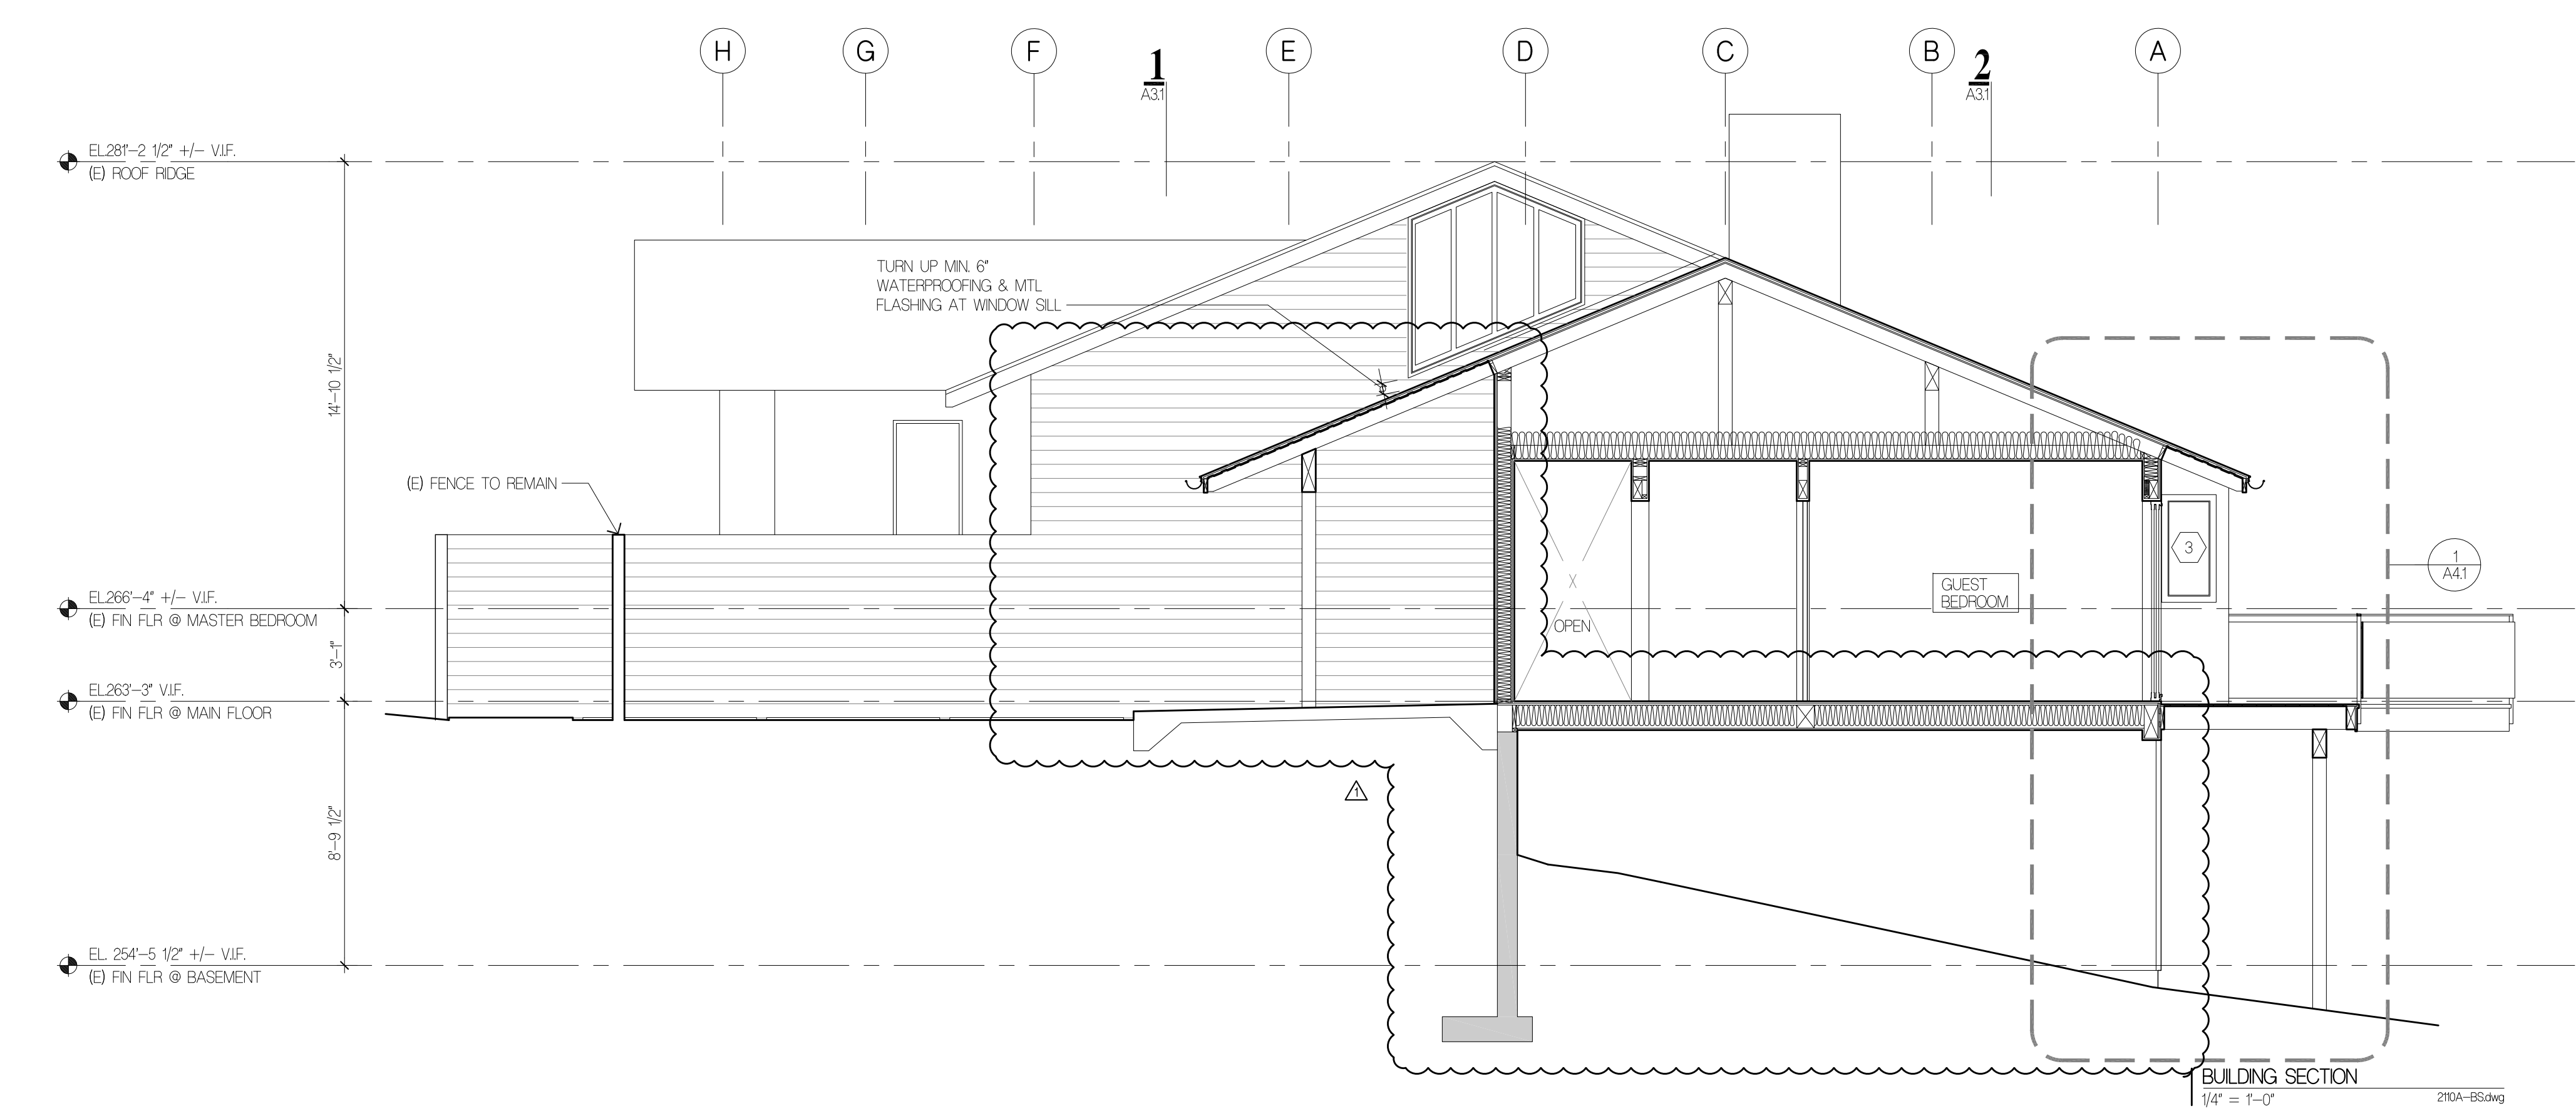 H G F E D C B A
1
A3.1
2
A3.1
EL.281'-2 1/2" +/- V.I.F.
(E) ROOF RIDGE
TURN UP MIN. 6"
WATERPROOFING & MTL
FLASHING AT WINDOW SILL
14'-10 1/2"
(E) FENCE TO REMAIN
3
1
A4.1
GUEST
BEDROOM
X
OPEN
EL.266'-4" +/- V.I.F.
(E) FIN FLR @ MASTER BEDROOM
3'-1"
EL.263'-3" V.I.F.
(E) FIN FLR @ MAIN FLOOR
1
8'-9 1/2"
EL. 254'-5 1/2" +/- V.I.F.
(E) FIN FLR @ BASEMENT
BUILDING SECTION
1/4" = 1'-0"
2110A-BS.dwg